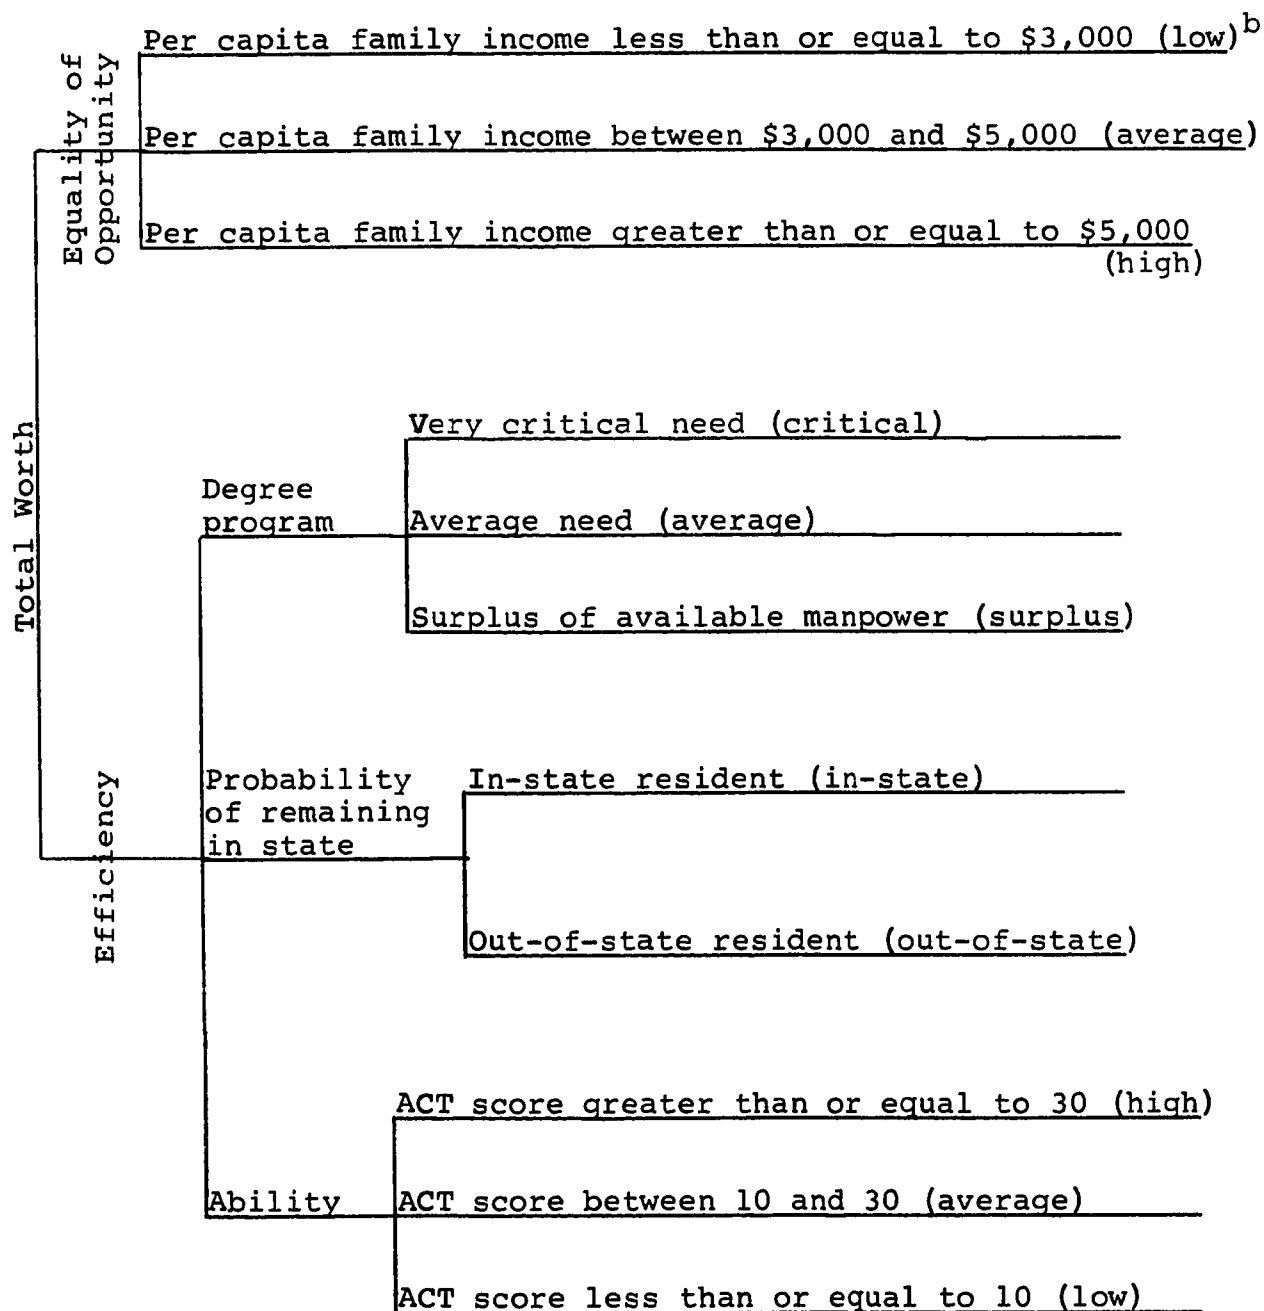 Per capita family income less than or equal to $3,000 (low)b
Equality of
Opportunity
Per capita family income between $3,000 and $5,000 (average)
Per capita family income greater than or equal to $5,000
(high)
Total Worth
Very critical need (critical)
Degree
program
Average need (average)
Surplus of available manpower (surplus)
Efficiency
Probability
of remaining
in state
In-state resident (in-state)
Out-of-state resident (out-of-state)
ACT score greater than or equal to 30 (high)
Ability
ACT score between 10 and 30 (average)
ACT score less than or equal to 10 (low)